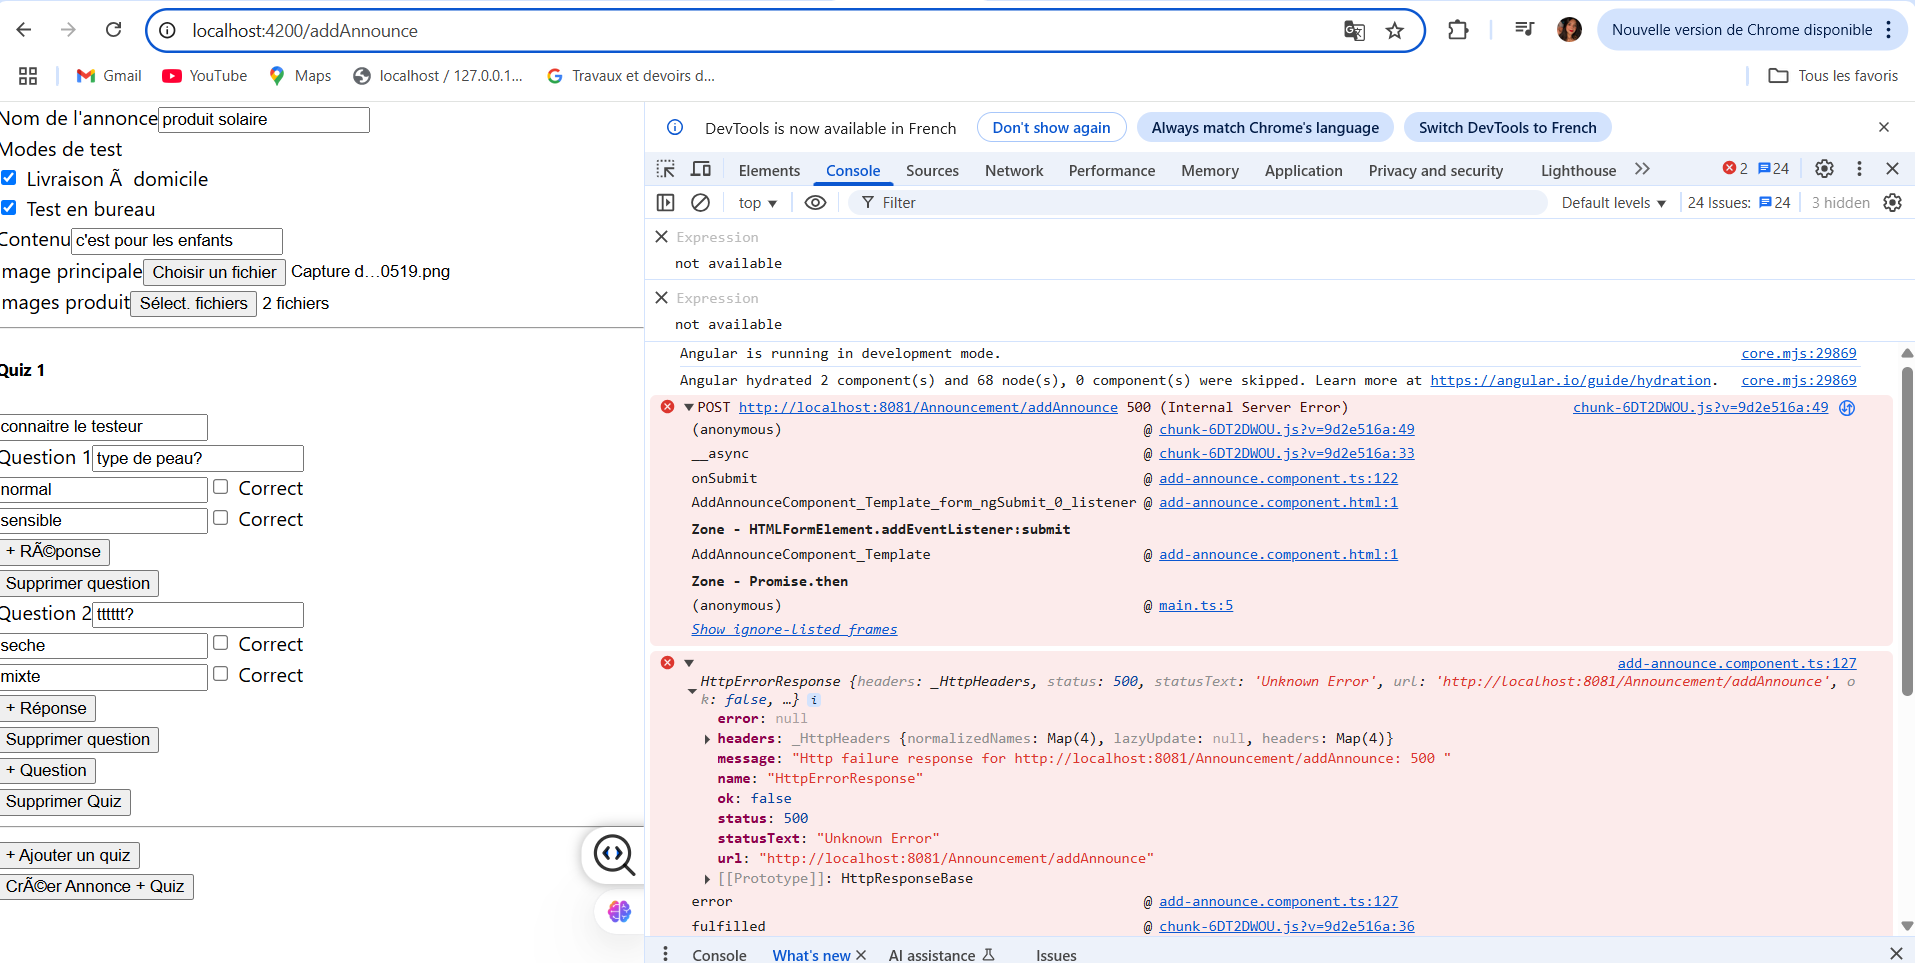 localhost:4200/addAnnounce
Nouvelle version de Chrome disponible
Gmail YouTube Maps localhost / 127.0.0.1... Travaux et devoirs d...
Tous les favoris
Nom de l'annonce produit solaire
Modes de test
Livraison Ã  domicile
Test en bureau
Contenu c'est pour les enfants
mage principale Choisir un fichier Capture d…0519.png
mages produit Sélect. fichiers 2 fichiers
Quiz 1
connaitre le testeur
Question 1 type de peau?
normal Correct
sensible Correct
+ RÃ©ponse
Supprimer question
Question 2 tttttt?
seche Correct
mixte Correct
+ Réponse
Supprimer question
+ Question
Supprimer Quiz
+ Ajouter un quiz
CrÃ©er Annonce + Quiz
DevTools is now available in French Don't show again Always match Chrome's language Switch DevTools to French
Elements Console Sources Network Performance Memory Application Privacy and security Lighthouse 2 24
top Filter Default levels 24 Issues: 24 3 hidden
Expression
not available
Expression
not available
Angular is running in development mode. core.mjs:29869
Angular hydrated 2 component(s) and 68 node(s), 0 component(s) were skipped. Learn more at https://angular.io/guide/hydration. core.mjs:29869
POST http://localhost:8081/Announcement/addAnnounce 500 (Internal Server Error) chunk-6DT2DWOU.js?v=9d2e516a:49
(anonymous) @ chunk-6DT2DWOU.js?v=9d2e516a:49
__async @ chunk-6DT2DWOU.js?v=9d2e516a:33
onSubmit @ add-announce.component.ts:122
AddAnnounceComponent_Template_form_ngSubmit_0_listener @ add-announce.component.html:1
Zone - HTMLFormElement.addEventListener:submit
AddAnnounceComponent_Template @ add-announce.component.html:1
Zone - Promise.then
(anonymous) @ main.ts:5
Show ignore-listed frames
add-announce.component.ts:127
HttpErrorResponse {headers: _HttpHeaders, status: 500, statusText: 'Unknown Error', url: 'http://localhost:8081/Announcement/addAnnounce', o
k: false, …} i
error: null
headers: _HttpHeaders {normalizedNames: Map(4), lazyUpdate: null, headers: Map(4)}
message: "Http failure response for http://localhost:8081/Announcement/addAnnounce: 500 "
name: "HttpErrorResponse"
ok: false
status: 500
statusText: "Unknown Error"
url: "http://localhost:8081/Announcement/addAnnounce"
[[Prototype]]: HttpResponseBase
error @ add-announce.component.ts:127
fulfilled @ chunk-6DT2DWOU.js?v=9d2e516a:36
Console What's new AI assistance Issues